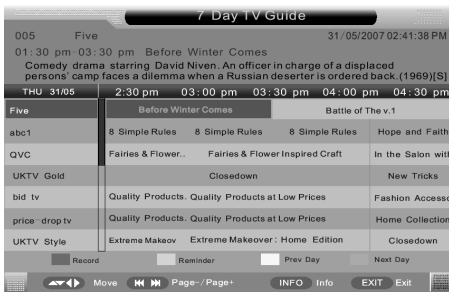 7 Day TV Guide
005 Five 31/05/2007 02:41:38 PM
01:30 pm-03:30 pm Before Winter Comes
Comedy drama starring David Niven. An officer in charge of a displaced
persons' camp faces a dilemma when a Russian deserter is ordered back.(1969)[S]
THU 31/05 2:30 pm 03:00 pm 03:30 pm 04:00 pm 04:30 pm
Five Before Winter Comes Battle of The v.1
abc1 8 Simple Rules 8 Simple Rules 8 Simple Rules Hope and Faith
QVC Fairies & Flower.. Fairies & Flower Inspired Craft In the Salon with
UKTV Gold Closedown New Tricks
bid tv Quality Products. Quality Products at Low Prices Fashion Accesso
price-drop tv Quality Products. Quality Products at Low Prices Home Collection
UKTV Style Extreme Makeov Extreme Makeover: Home Edition Closedown
Record Reminder Prev Day Next Day
Move Page-/Page+ INFO Info EXIT Exit